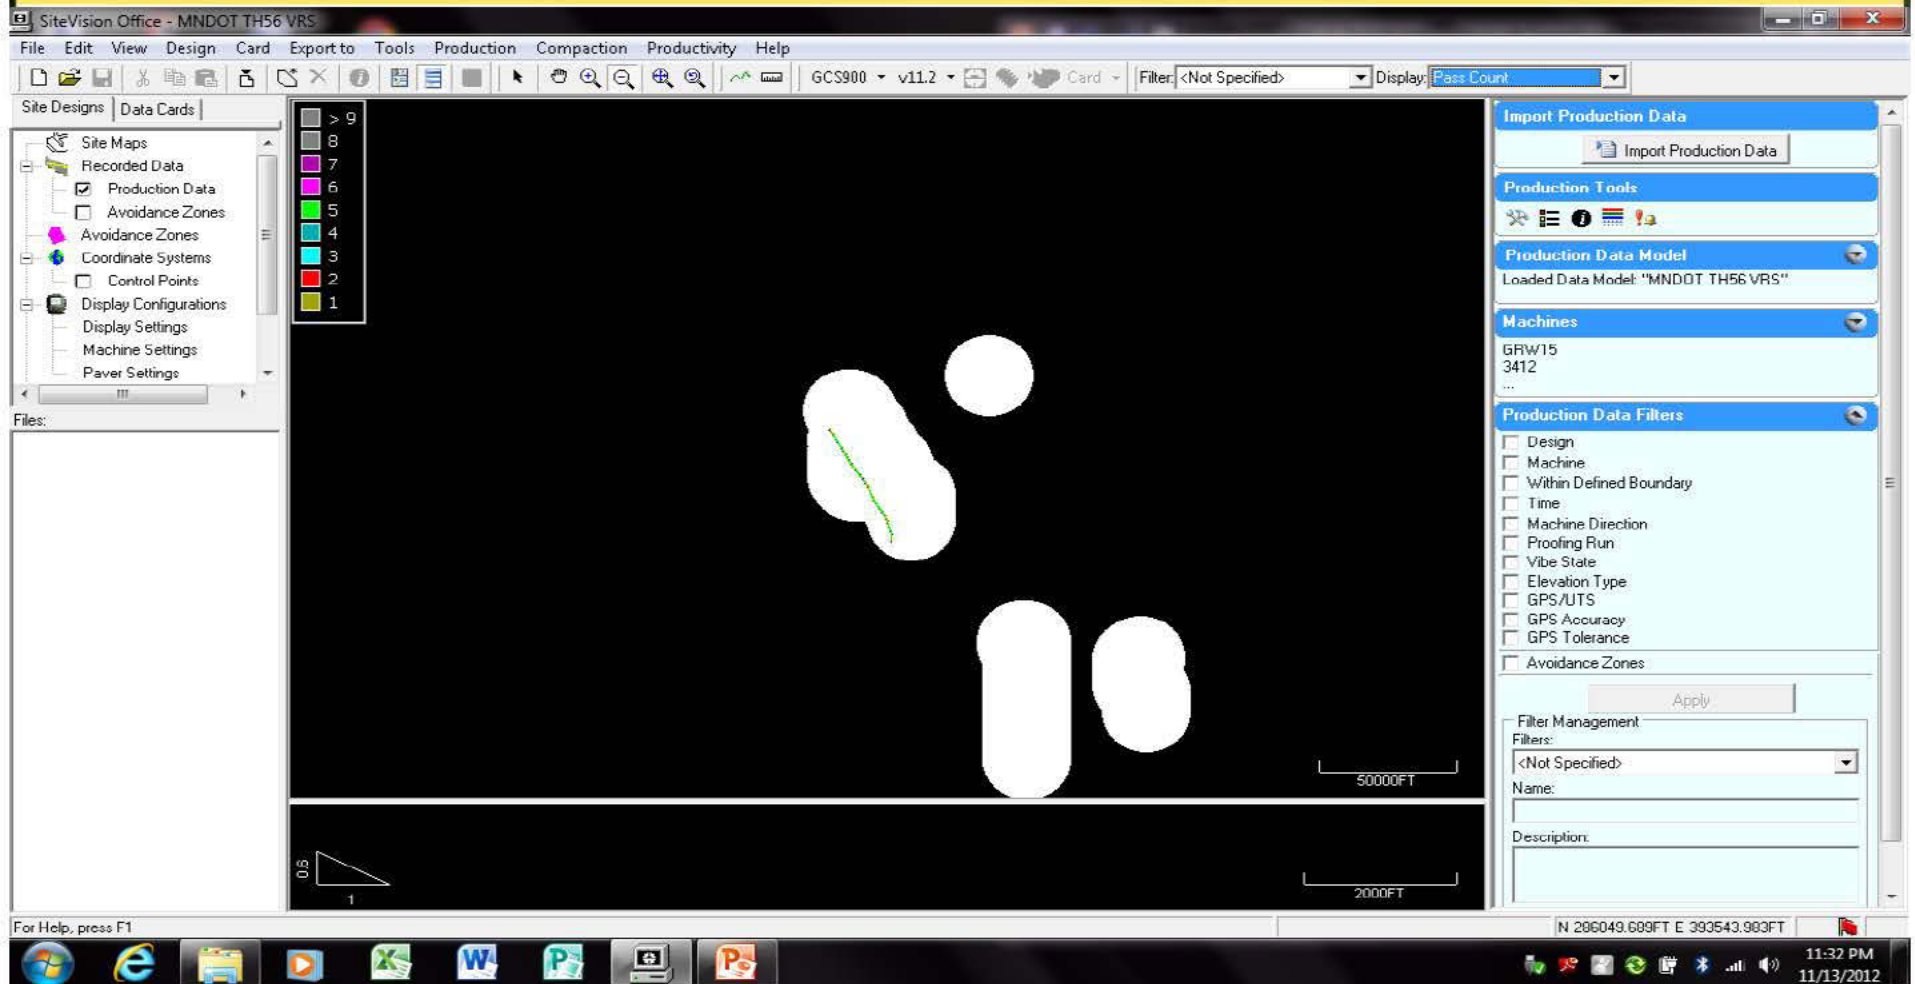 SiteVision Office - MNDOT TH56 VRS
File Edit View Design Card Export to Tools Production Compaction Productivity Help
GCS900 v11.2 Card Filter: <Not Specified> Display: Pass Count
Site Designs Data Cards
Site Maps
Recorded Data
Production Data
Avoidance Zones
Avoidance Zones
Coordinate Systems
Control Points
Display Configurations
Display Settings
Machine Settings
Paver Settings
Files:
> 9
8
7
6
5
4
3
2
1
50000FT
0.6
1
2000FT
Import Production Data
Import Production Data
Production Tools
Production Data Model
Loaded Data Model: "MNDOT TH56 VRS"
Machines
GRW15
3412
...
Production Data Filters
Design
Machine
Within Defined Boundary
Time
Machine Direction
Proofing Run
Vibe State
Elevation Type
GPS/UTS
GPS Accuracy
GPS Tolerance
Avoidance Zones
Apply
Filter Management
Filters:
<Not Specified>
Name:
Description:
For Help, press F1
N 286049.689FT E 393543.983FT
11:32 PM
11/13/2012